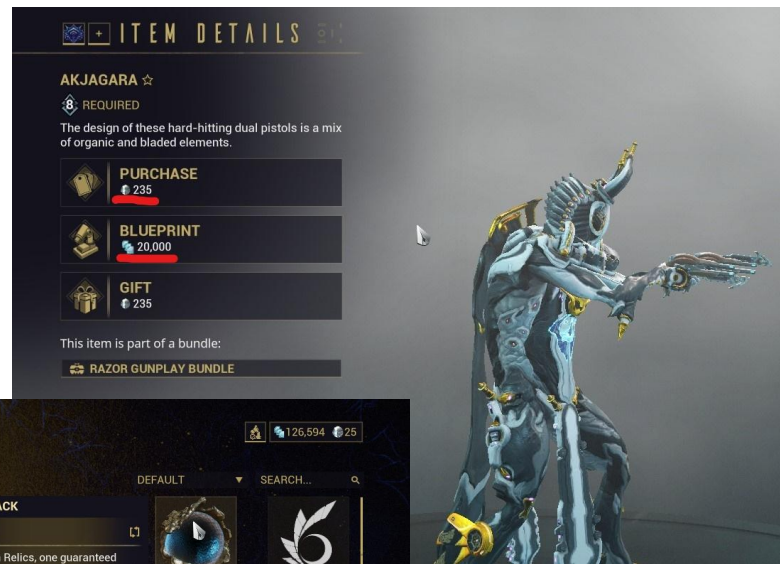 ITEM DETAILS
AKJAGARA
8 REQUIRED
The design of these hard-hitting dual pistols is a mix
of organic and bladed elements.
PURCHASE
235
BLUEPRINT
20,000
GIFT
235
This item is part of a bundle:
RAZOR GUNPLAY BUNDLE
126,594 25
DEFAULT SEARCH...
ACK
Relics, one guaranteed